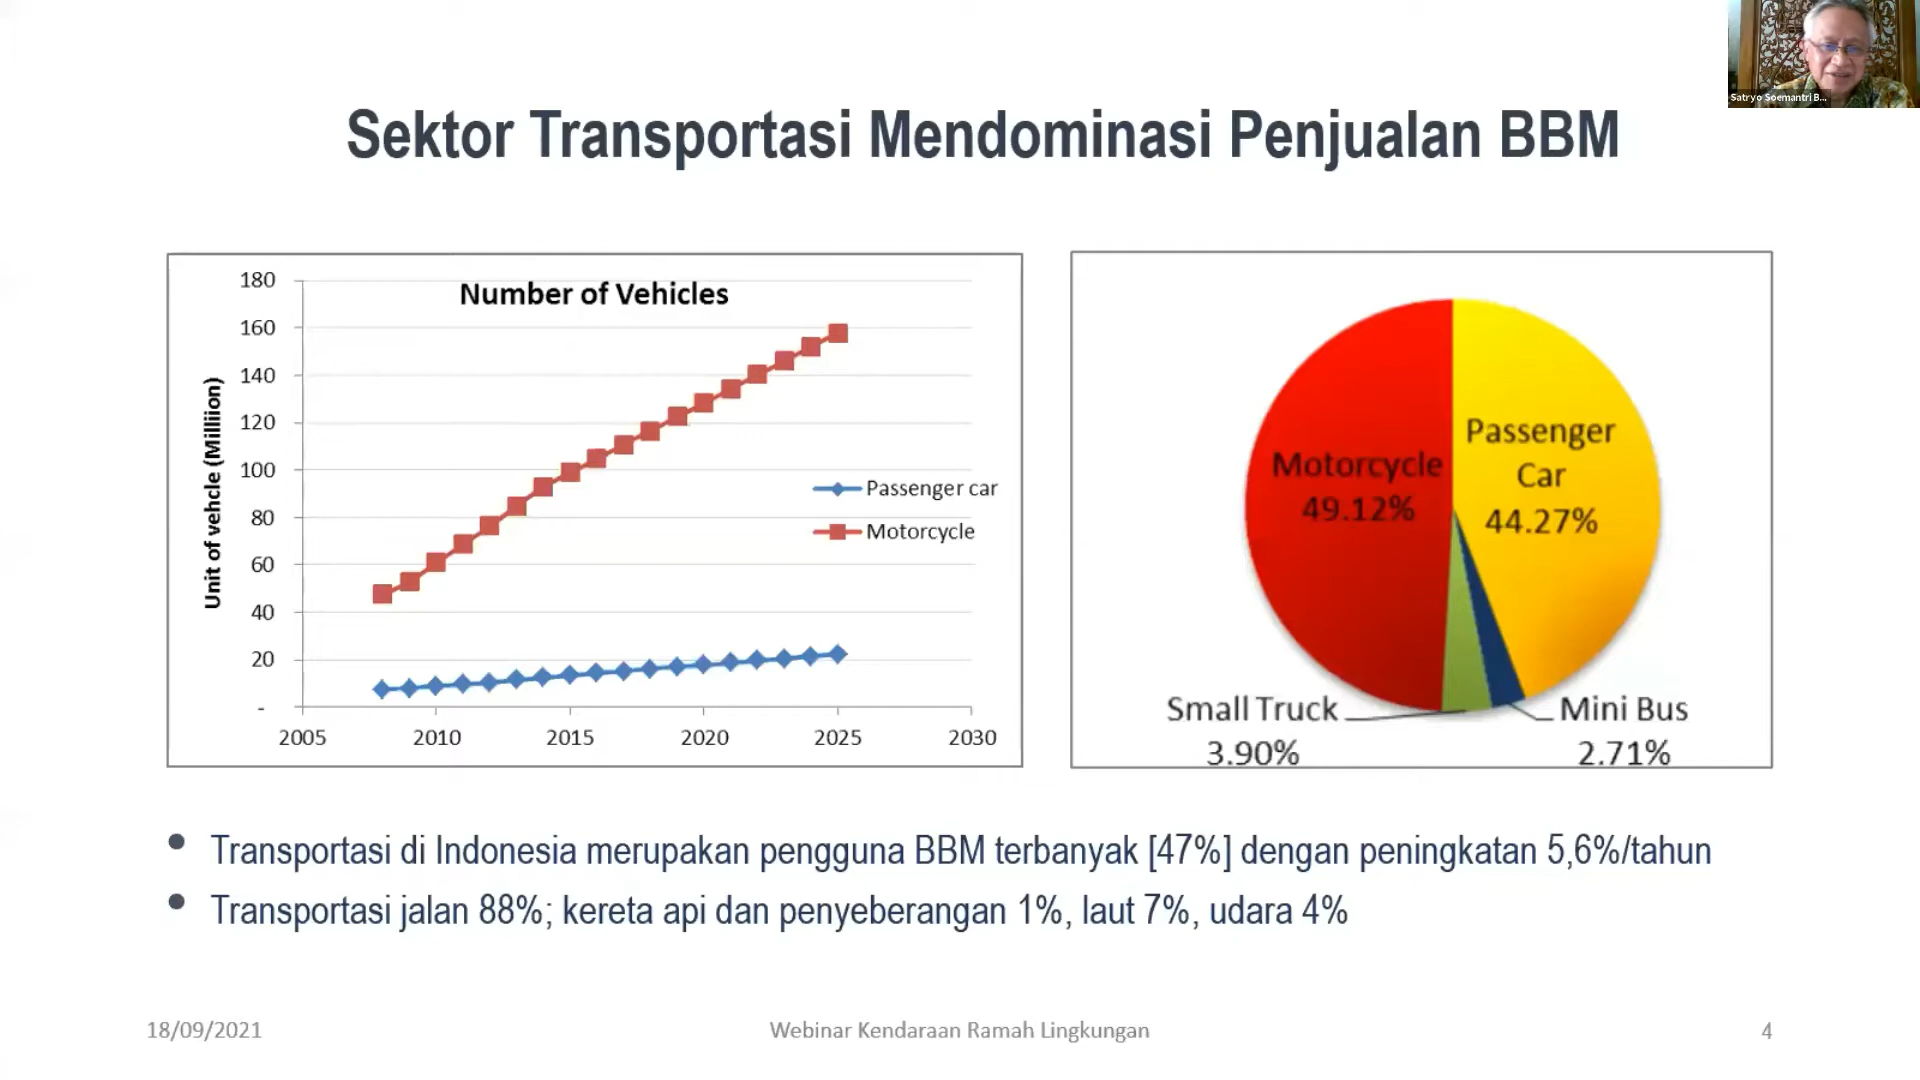 Satryo Soemantri B...
Sektor Transportasi Mendominasi Penjualan BBM
Number of Vehicles
Unit of vehcle (Milliion)
180
160
140
120
100
80
60
40
20
-
2005 2010 2015 2020 2025 2030
Passenger car
Motorcycle
Motorcycle
49.12%
Passenger
Car
44.27%
Small Truck
3.90%
Mini Bus
2.71%
• Transportasi di Indonesia merupakan pengguna BBM terbanyak [47%] dengan peningkatan 5,6%/tahun
• Transportasi jalan 88%; kereta api dan penyeberangan 1%, laut 7%, udara 4%
18/09/2021 Webinar Kendaraan Ramah Lingkungan 4